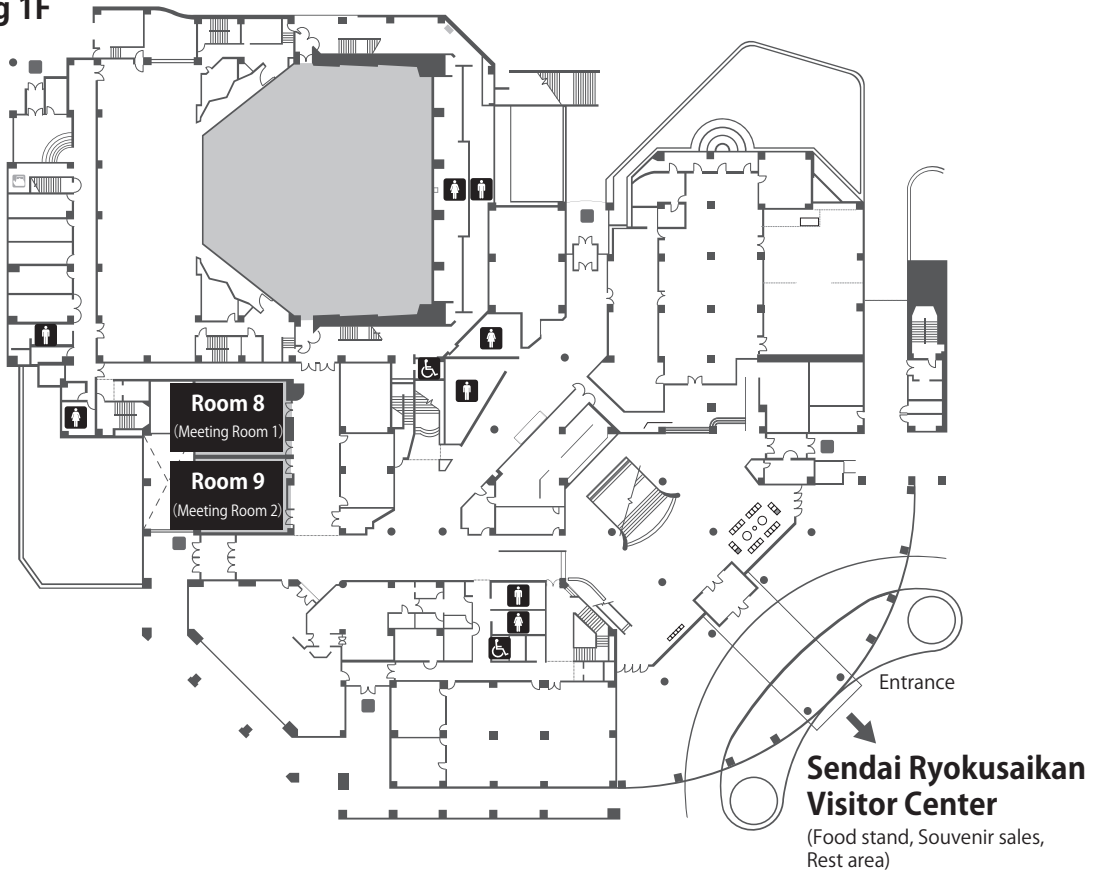 g 1F
Room 8
(Meeting Room 1)
Room 9
(Meeting Room 2)
Entrance
Sendai Ryokusaikan
Visitor Center
(Food stand, Souvenir sales,
Rest area)